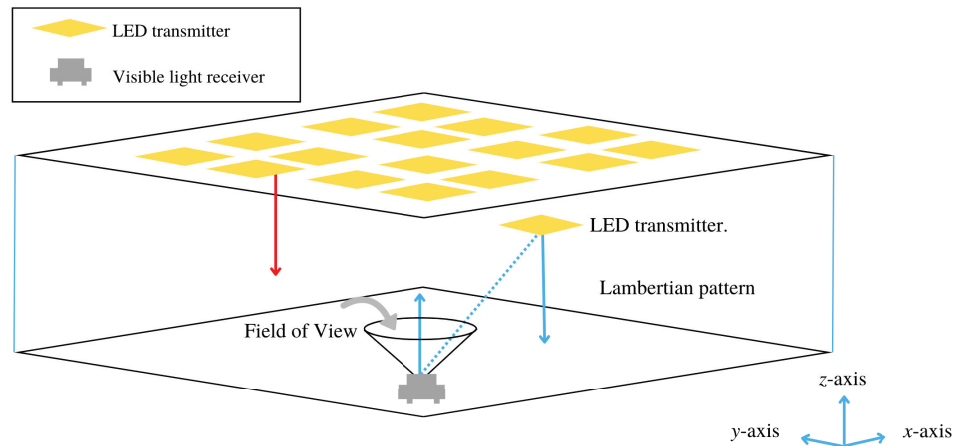 LED transmitter
Visible light receiver
LED transmitter.
Lambertian pattern
Field of View
z-axis
y-axis
x-axis